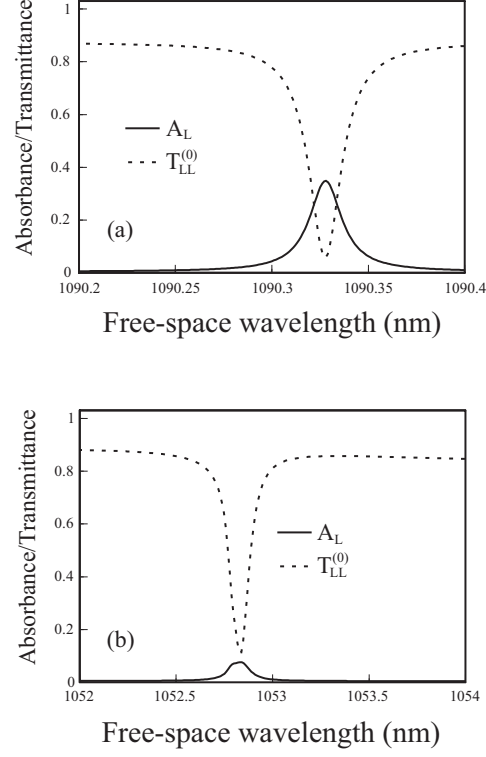 1
0.8
0.6
0.4
0.2
0
Absorbance/Transmittance
A_L
T_LL^(0)
(a)
1090.2 1090.25 1090.3 1090.35 1090.4
Free-space wavelength (nm)
1
0.8
0.6
0.4
0.2
0
Absorbance/Transmittance
A_L
T_LL^(0)
(b)
1052 1052.5 1053 1053.5 1054
Free-space wavelength (nm)